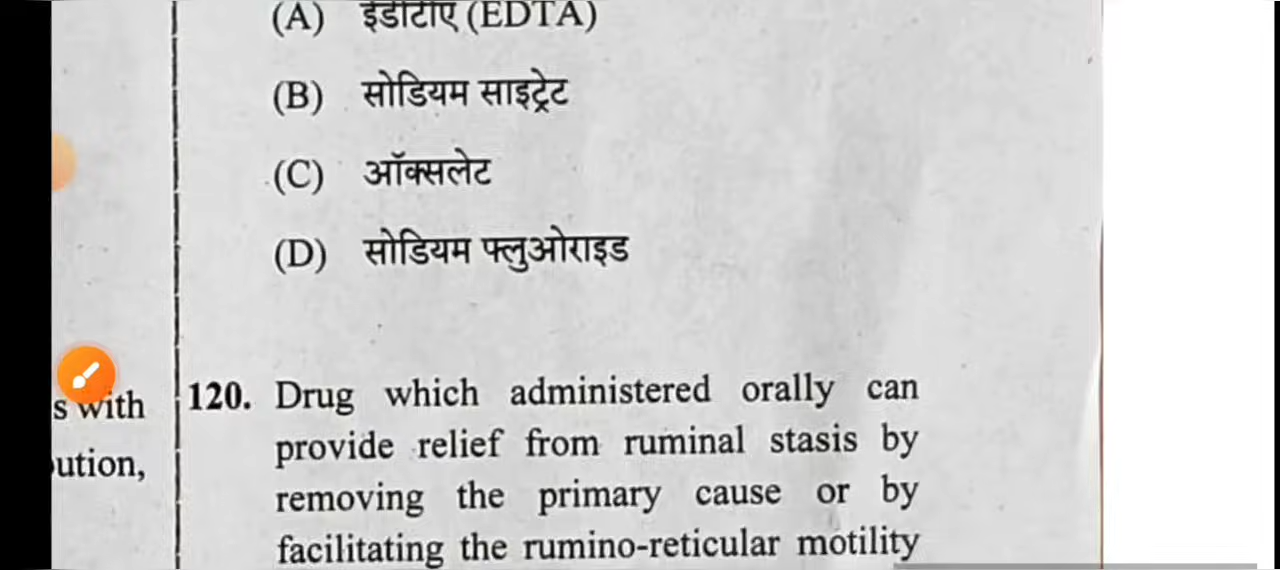 (A) ईडीटीए (EDTA)
(B) सोडियम साइट्रेट
(C) ऑक्सलेट
(D) सोडियम फ्लुओराइड
s with
ution,
120. Drug which administered orally can
provide relief from ruminal stasis by
removing the primary cause or by
facilitating the rumino-reticular motility